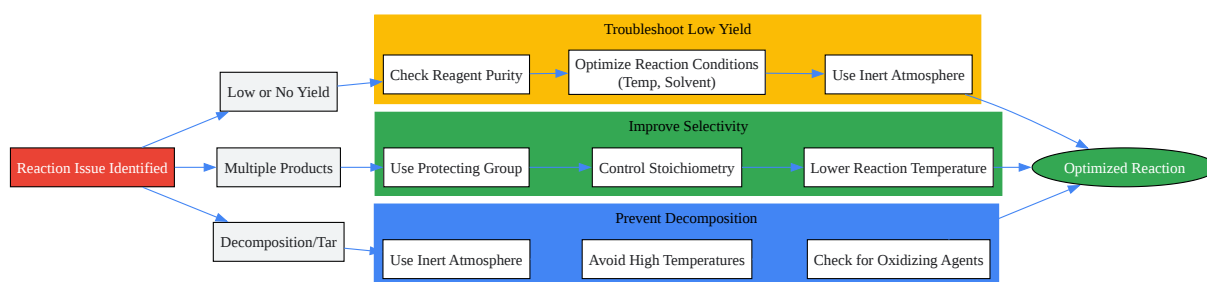 Reaction Issue Identified
Low or No Yield
Multiple Products
Decomposition/Tar
Troubleshoot Low Yield
Check Reagent Purity
Optimize Reaction Conditions
(Temp, Solvent)
Use Inert Atmosphere
Improve Selectivity
Use Protecting Group
Control Stoichiometry
Lower Reaction Temperature
Prevent Decomposition
Use Inert Atmosphere
Avoid High Temperatures
Check for Oxidizing Agents
Optimized Reaction